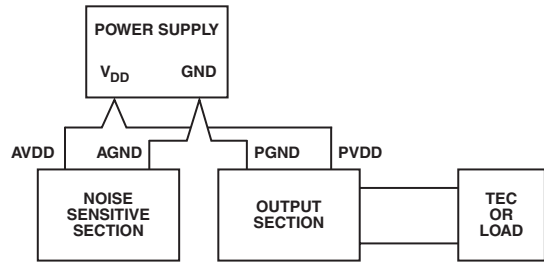 POWER SUPPLY
VDD GND
AVDD AGND PGND PVDD
NOISE
SENSITIVE
SECTION
OUTPUT
SECTION
TEC
OR
LOAD